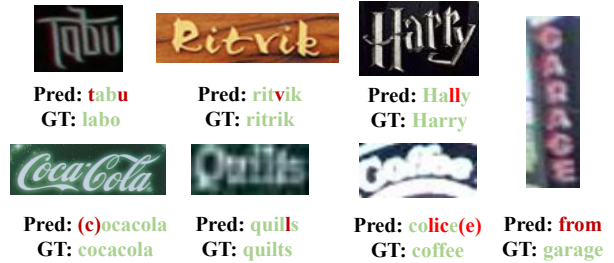 Tabu Ritvik Harry GARAGE
Pred: tabu Pred: ritvik Pred: Hally
GT: labo GT: ritrik GT: Harry
Coca-Cola Quilts Coffee
Pred: (c)ocacola Pred: quills Pred: colice(e) Pred: from
GT: cocacola GT: quilts GT: coffee GT: garage